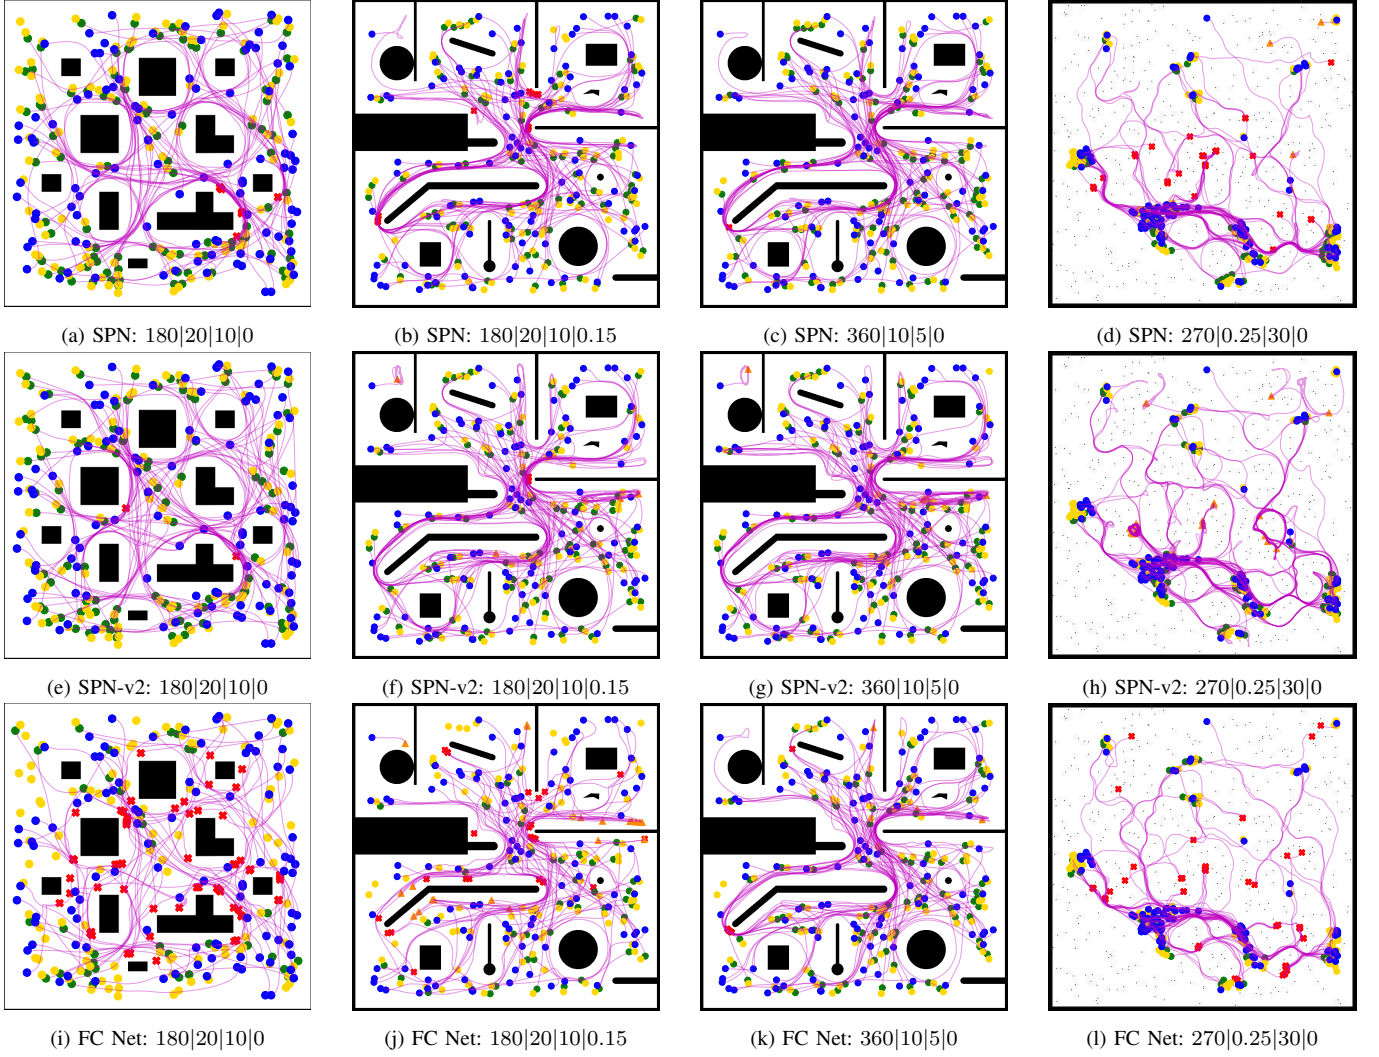 (a) SPN: 180|20|10|0
(b) SPN: 180|20|10|0.15
(c) SPN: 360|10|5|0
(d) SPN: 270|0.25|30|0
(e) SPN-v2: 180|20|10|0
(f) SPN-v2: 180|20|10|0.15
(g) SPN-v2: 360|10|5|0
(h) SPN-v2: 270|0.25|30|0
(i) FC Net: 180|20|10|0
(j) FC Net: 180|20|10|0.15
(k) FC Net: 360|10|5|0
(l) FC Net: 270|0.25|30|0